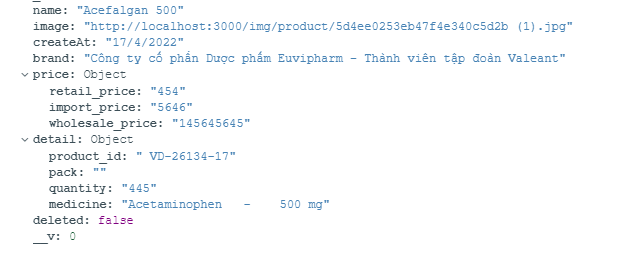 name: "Acefalgan 500"
image: "http://localhost:3000/img/product/5d4ee0253eb47f4e340c5d2b (1).jpg"
createAt: "17/4/2022"
brand: "Công ty cổ phần Dược phẩm Euvipharm - Thành viên tập đoàn Valeant"
price: Object
retail_price: "454"
import_price: "5646"
wholesale_price: "145645645"
detail: Object
product_id: " VD-26134-17"
pack: ""
quantity: "445"
medicine: "Acetaminophen   -    500 mg"
deleted: false
__v: 0